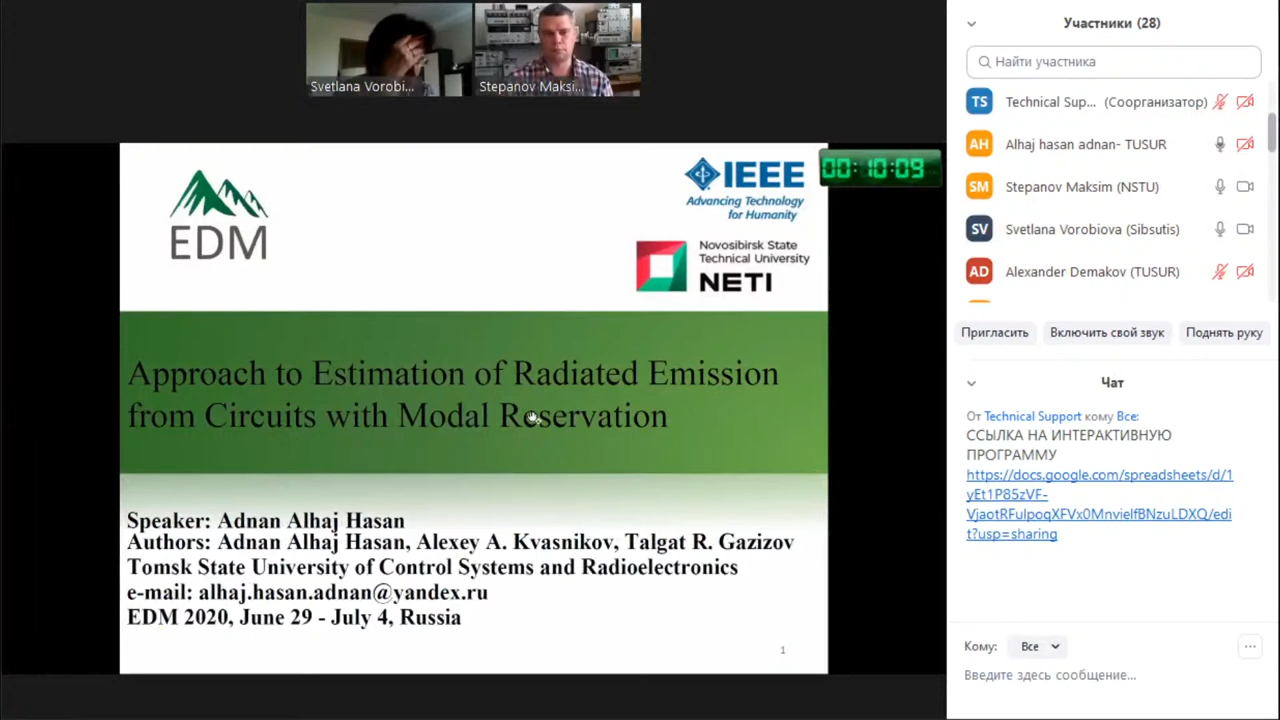 Svetlana Vorobi...
Stepanov Maksi...
EDM
IEEE
Advancing Technology
for Humanity
00:10:09
Novosibirsk State
Technical University
NETI
Approach to Estimation of Radiated Emission
from Circuits with Modal Reservation
Speaker: Adnan Alhaj Hasan
Authors: Adnan Alhaj Hasan, Alexey A. Kvasnikov, Talgat R. Gazizov
Tomsk State University of Control Systems and Radioelectronics
e-mail: alhaj.hasan.adnan@yandex.ru
EDM 2020, June 29 - July 4, Russia
1
Участники (28)
Найти участника
TS Technical Sup... (Соорганизатор)
AH Alhaj hasan adnan- TUSUR
SM Stepanov Maksim (NSTU)
SV Svetlana Vorobiova (Sibsutis)
AD Alexander Demakov (TUSUR)
Пригласить Включить свой звук Поднять руку
Чат
От Technical Support кому Все:
ССЫЛКА НА ИНТЕРАКТИВНУЮ
ПРОГРАММУ
https://docs.google.com/spreadsheets/d/1
yEt1P85zVF-
VjaotRFuIpoqXFVx0MnvieIfBNzuLDXQ/edi
t?usp=sharing
Кому: Все
Введите здесь сообщение...